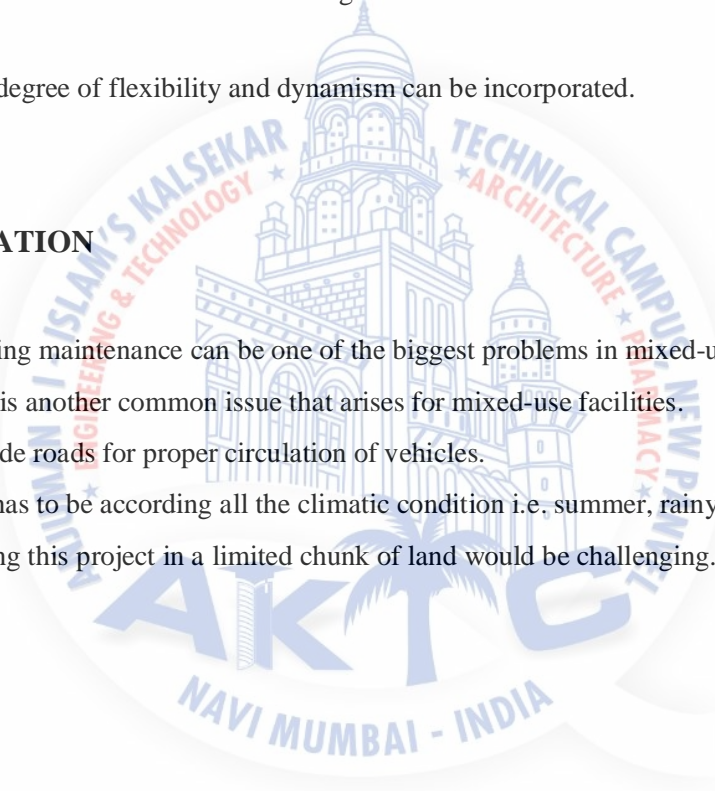 degree of flexibility and dynamism can be incorporated.
ATION
ing maintenance can be one of the biggest problems in mixed-u
is another common issue that arises for mixed-use facilities.
de roads for proper circulation of vehicles.
has to be according all the climatic condition i.e. summer, rainy
ng this project in a limited chunk of land would be challenging.
ANJUMAN - I - ISLAM'S KALSEKAR TECHNICAL CAMPUS, NEW PANVEL
ENGINEERING & TECHNOLOGY ★ ★ ARCHITECTURE ★ PHARMACY ★
AKTC
NAVI MUMBAI - INDIA